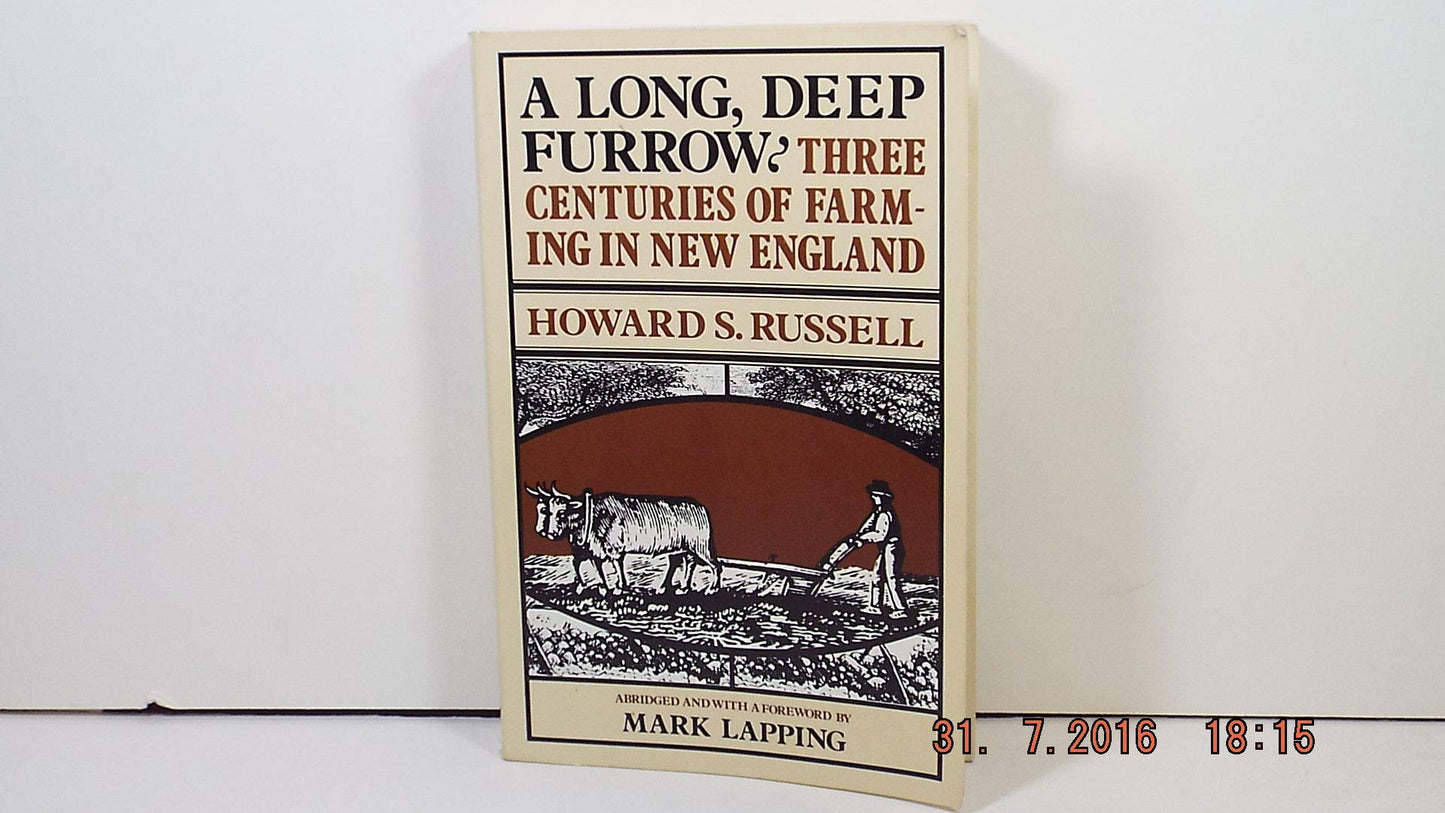 A LONG, DEEP
FURROW? THREE
CENTURIES OF FARM-
ING IN NEW ENGLAND
HOWARD S. RUSSELL
ABRIDGED AND WITH A FOREWORD BY
MARK LAPPING
31. 7.2016 18:15